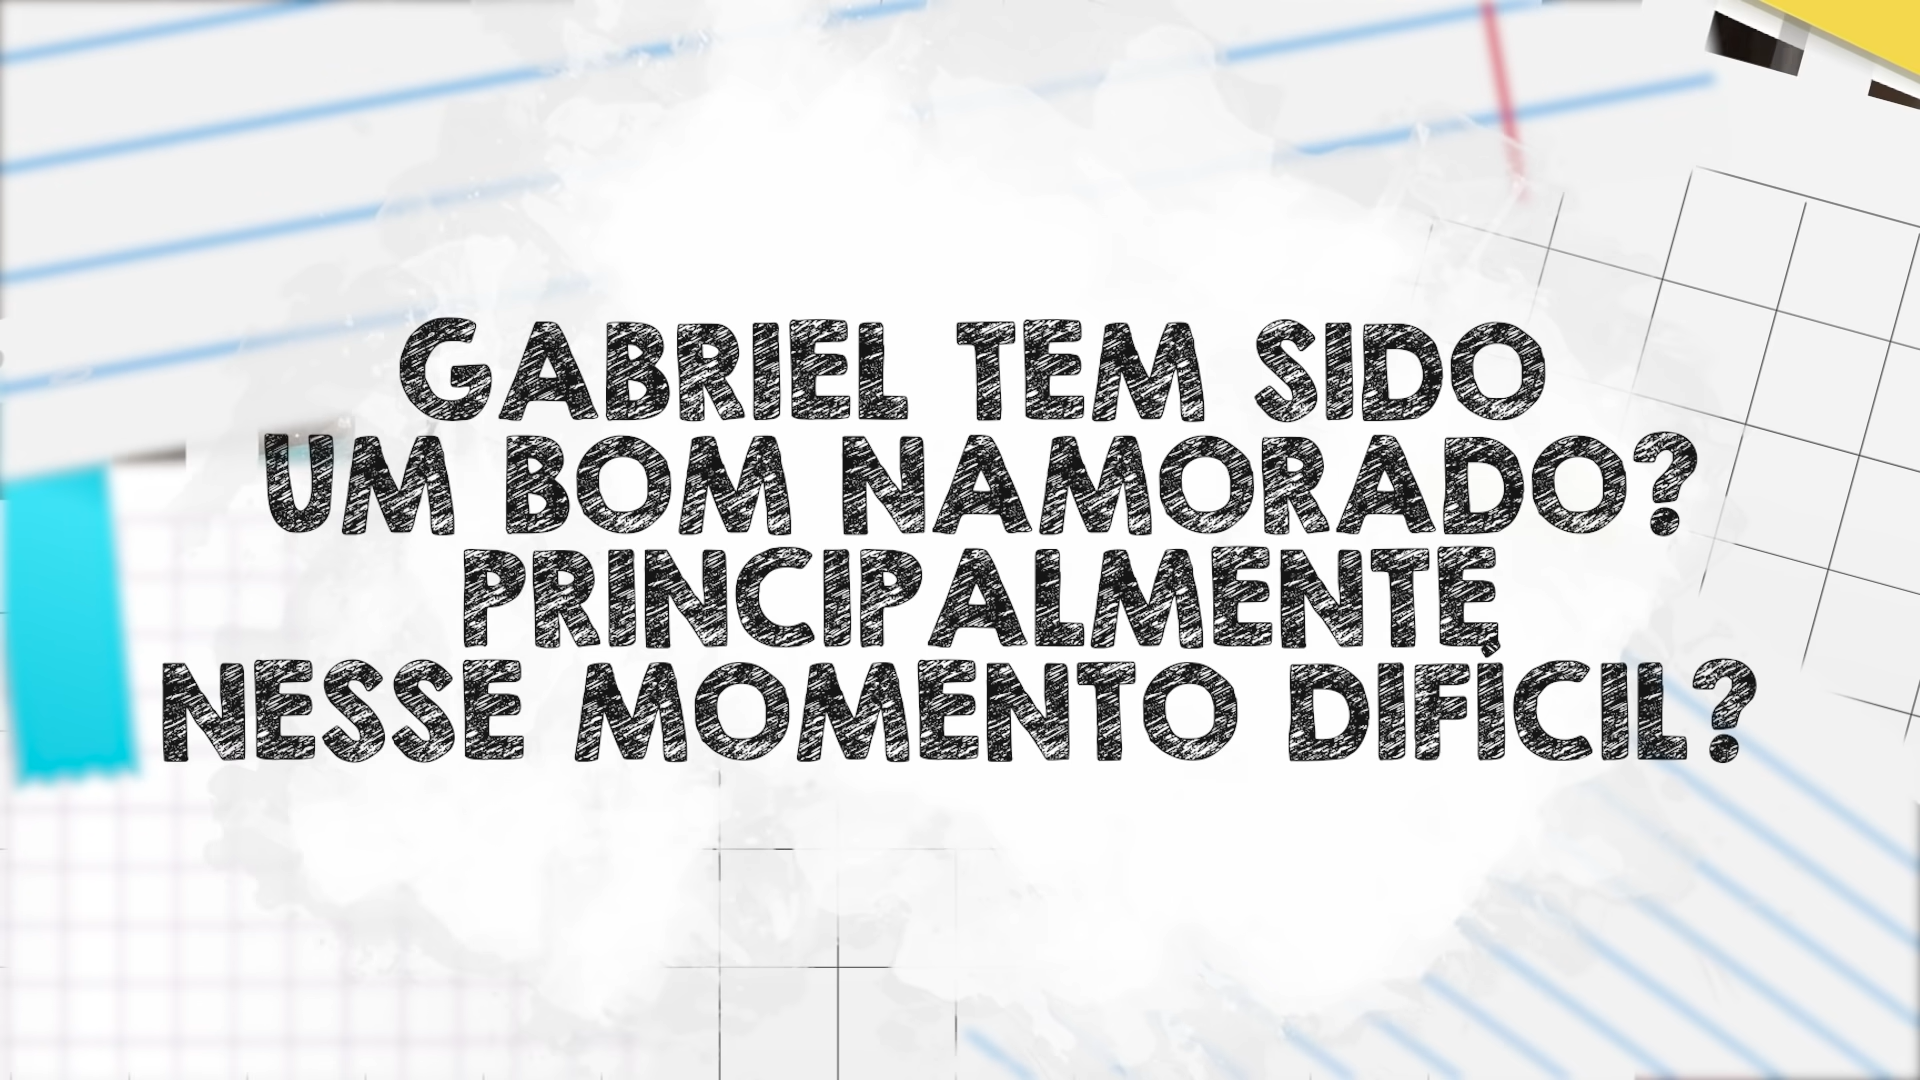 GABRIEL TEM SIDO
UM BOM NAMORADO?
PRINCIPALMENTE
NESSE MOMENTO DIFÍCIL?